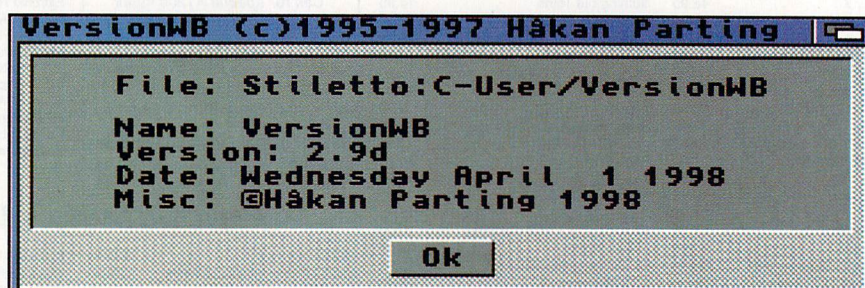 VersionWB (c)1995-1997 Håkan Parting
File: Stiletto:C-User/VersionWB
Name: VersionWB
Version: 2.9d
Date: Wednesday April  1 1998
Misc: ©Håkan Parting 1998
Ok